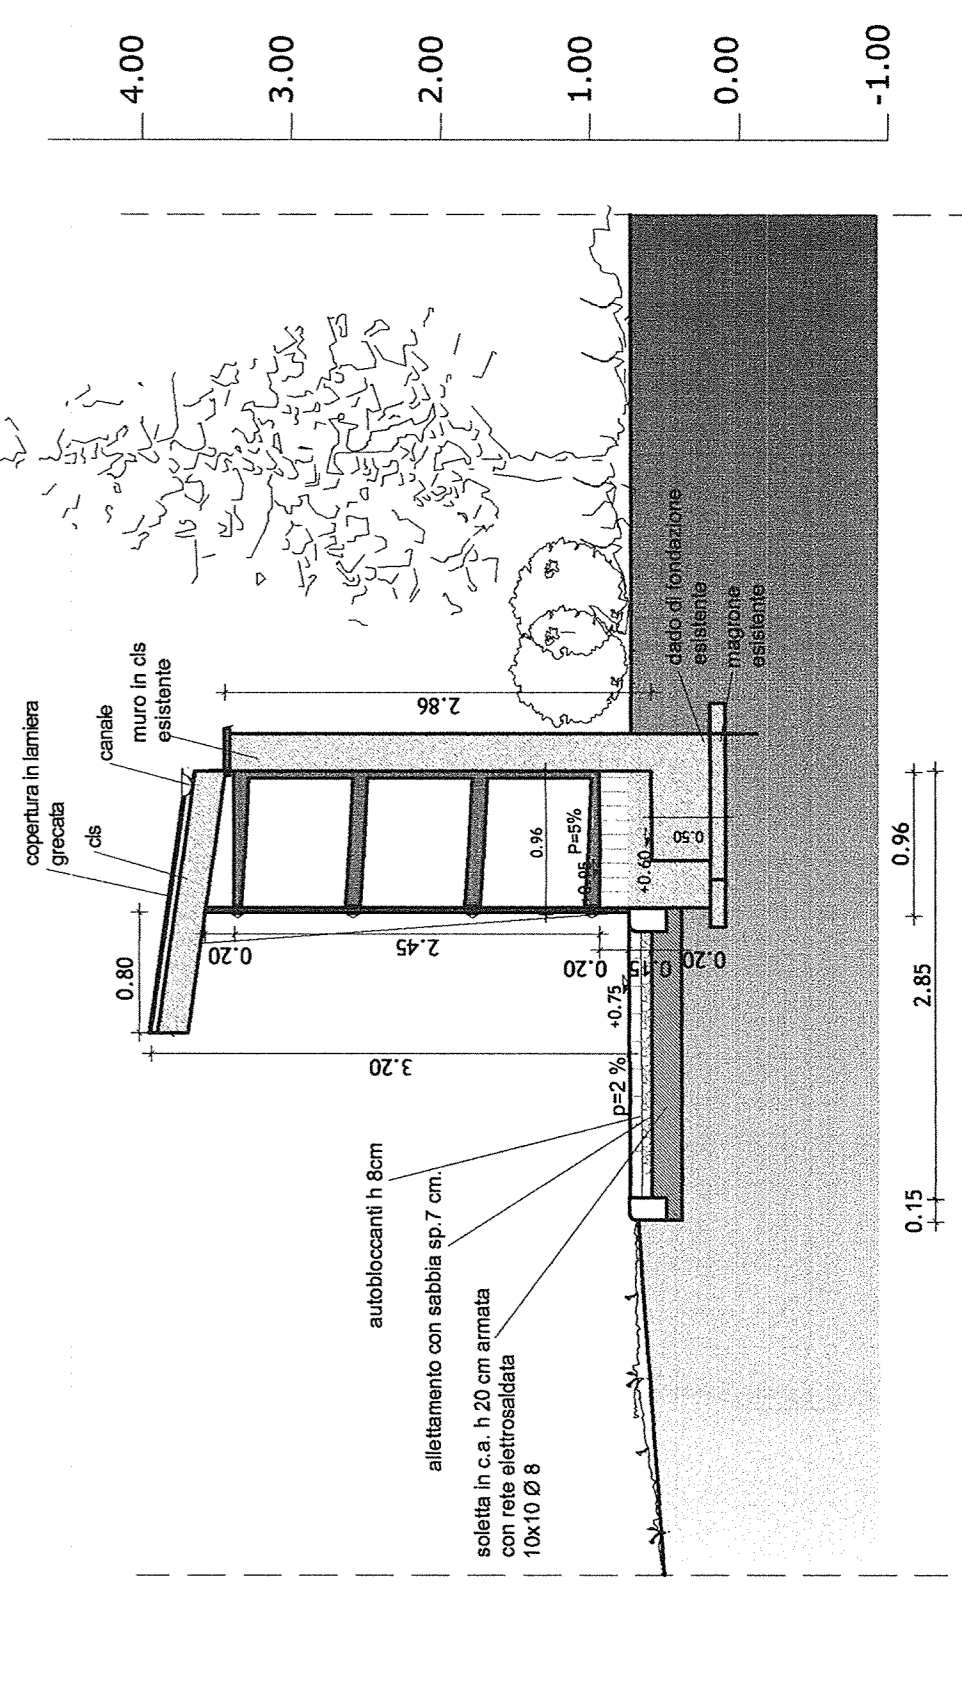 4.00
3.00
2.00
1.00
0.00
-1.00
copertura in lamiera
grecata
cls
canale
muro in cls
esistente
2.86
dado di fondazione
esistente
magrone
esistente
0.80
0.20
2.45
0.20
0.15
0.20
0.96
P=5%
+0.60
0.50
3.20
p=2 %
+0.75
0.96
2.85
0.15
autobloccanti h 8cm
allettamento con sabbia sp.7 cm.
soletta in c.a. h 20 cm armata
con rete elettrosaldata
10x10 Ø 8